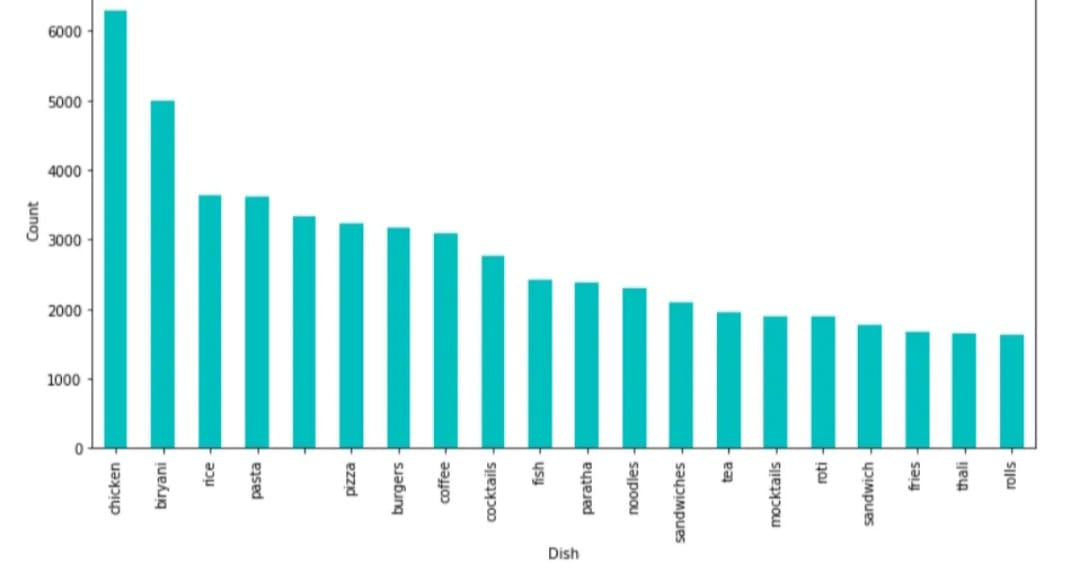 6000
5000
4000
3000
2000
1000
0
Count
chicken
biryani
rice
pasta
pizza
burgers
coffee
cocktails
fish
paratha
noodles
sandwiches
tea
mocktails
roti
sandwich
fries
thali
rolls
Dish